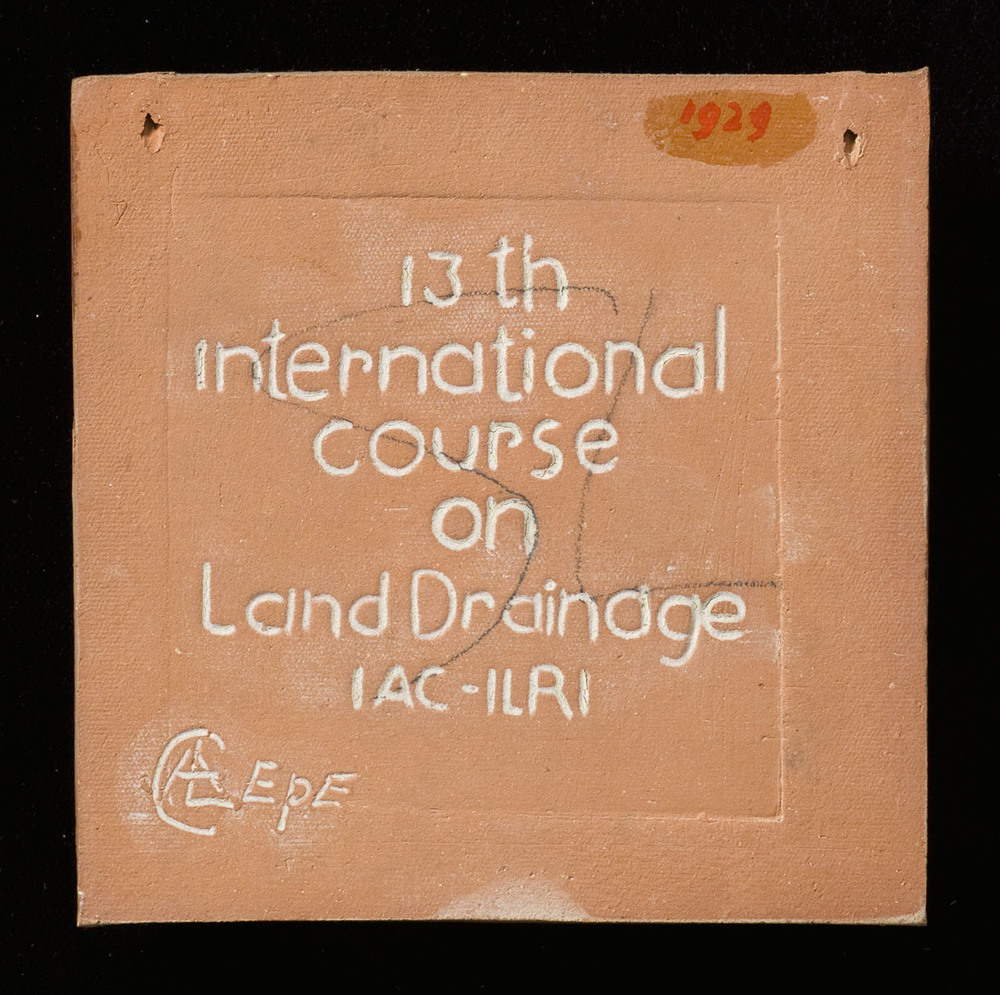 1929
13 th
International
course
on
Land Drainage
IAC-ILRI
Epe